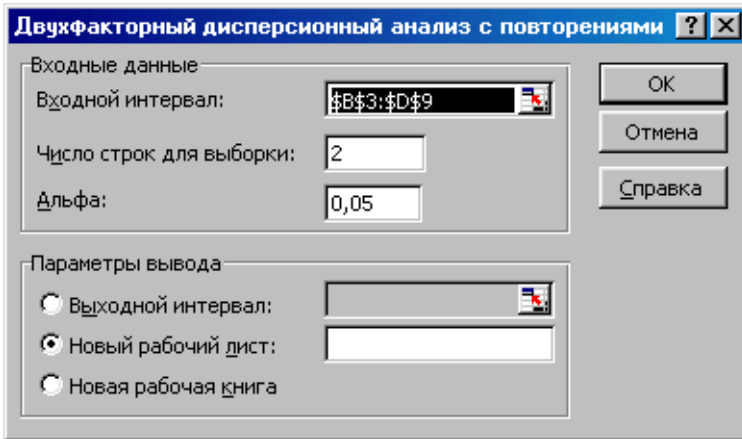 Двухфакторный дисперсионный анализ с повторениями
Входные данные
Входной интервал: $B$3:$D$9
Число строк для выборки: 2
Альфа: 0,05
OK
Отмена
Справка
Параметры вывода
Выходной интервал:
Новый рабочий лист:
Новая рабочая книга